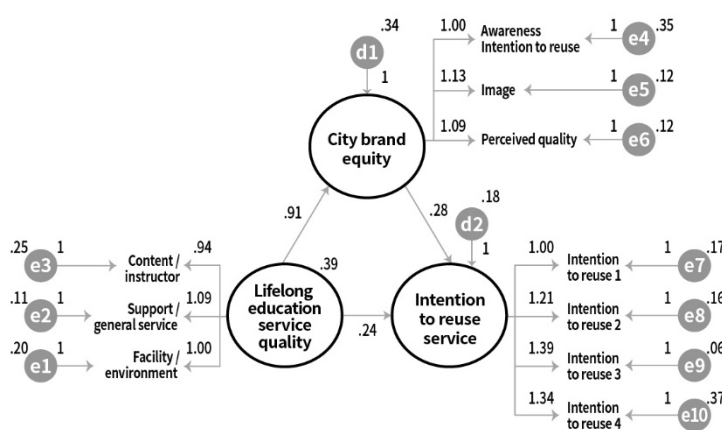 .34
d1
1
City brand
equity
1.00
Awareness
Intention to reuse
1
e4
.35
1.13
Image
1
e5
.12
1.09
Perceived quality
1
e6
.12
.91
.28
.18
d2
1
.25
e3
1
Content /
instructor
.94
.11
e2
1
Support /
general service
1.09
.20
e1
1
Facility /
environment
1.00
.39
Lifelong
education
service
quality
.24
Intention
to reuse
service
1.00
Intention
to reuse 1
1
e7
.17
1.21
Intention
to reuse 2
1
e8
.16
1.39
Intention
to reuse 3
1
e9
.06
1.34
Intention
to reuse 4
1
e10
.37